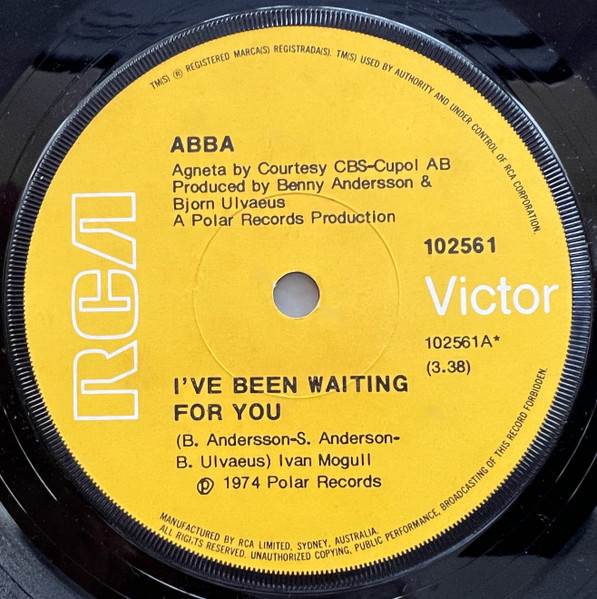 TM(S) ® REGISTERED MARCA(S) REGISTRADA(S). TM(S) USED BY AUTHORITY AND UNDER CONTROL OF RCA CORPORATION.
ABBA
Agneta by Courtesy CBS-Cupol AB
Produced by Benny Andersson &
Bjorn Ulvaeus
A Polar Records Production
RCA
102561
Victor
102561A*
(3.38)
I'VE BEEN WAITING
FOR YOU
(B. Andersson-S. Anderson-
B. Ulvaeus) Ivan Mogull
℗ 1974 Polar Records
MANUFACTURED BY RCA LIMITED, SYDNEY, AUSTRALIA.
ALL RIGHTS RESERVED. UNAUTHORIZED COPYING, PUBLIC PERFORMANCE, BROADCASTING OF THIS RECORD FORBIDDEN.